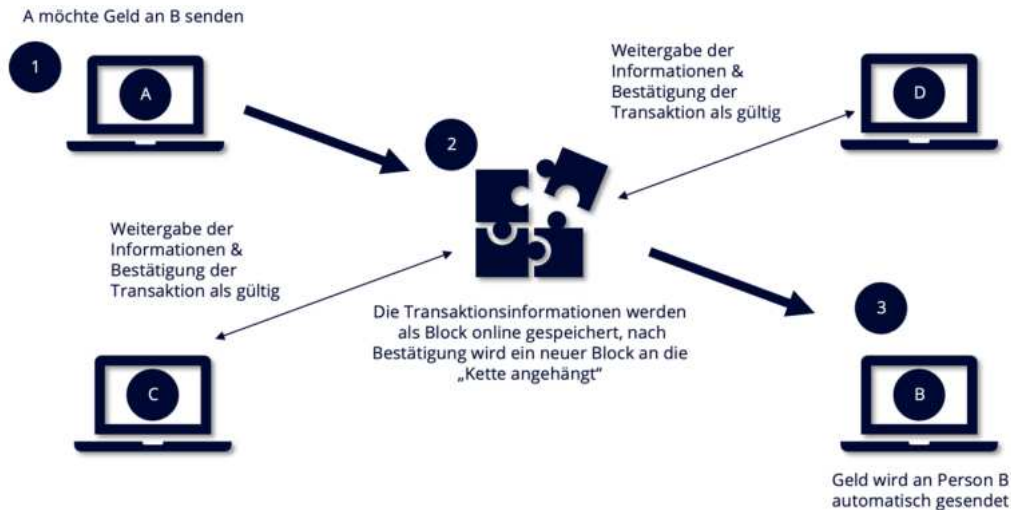 A möchte Geld an B senden
1
A
Weitergabe der
Informationen &
Bestätigung der
Transaktion als gültig
D
2
Weitergabe der
Informationen &
Bestätigung der
Transaktion als gültig
Die Transaktionsinformationen werden
als Block online gespeichert, nach
Bestätigung wird ein neuer Block an die
„Kette angehängt“
3
C
B
Geld wird an Person B
automatisch gesendet